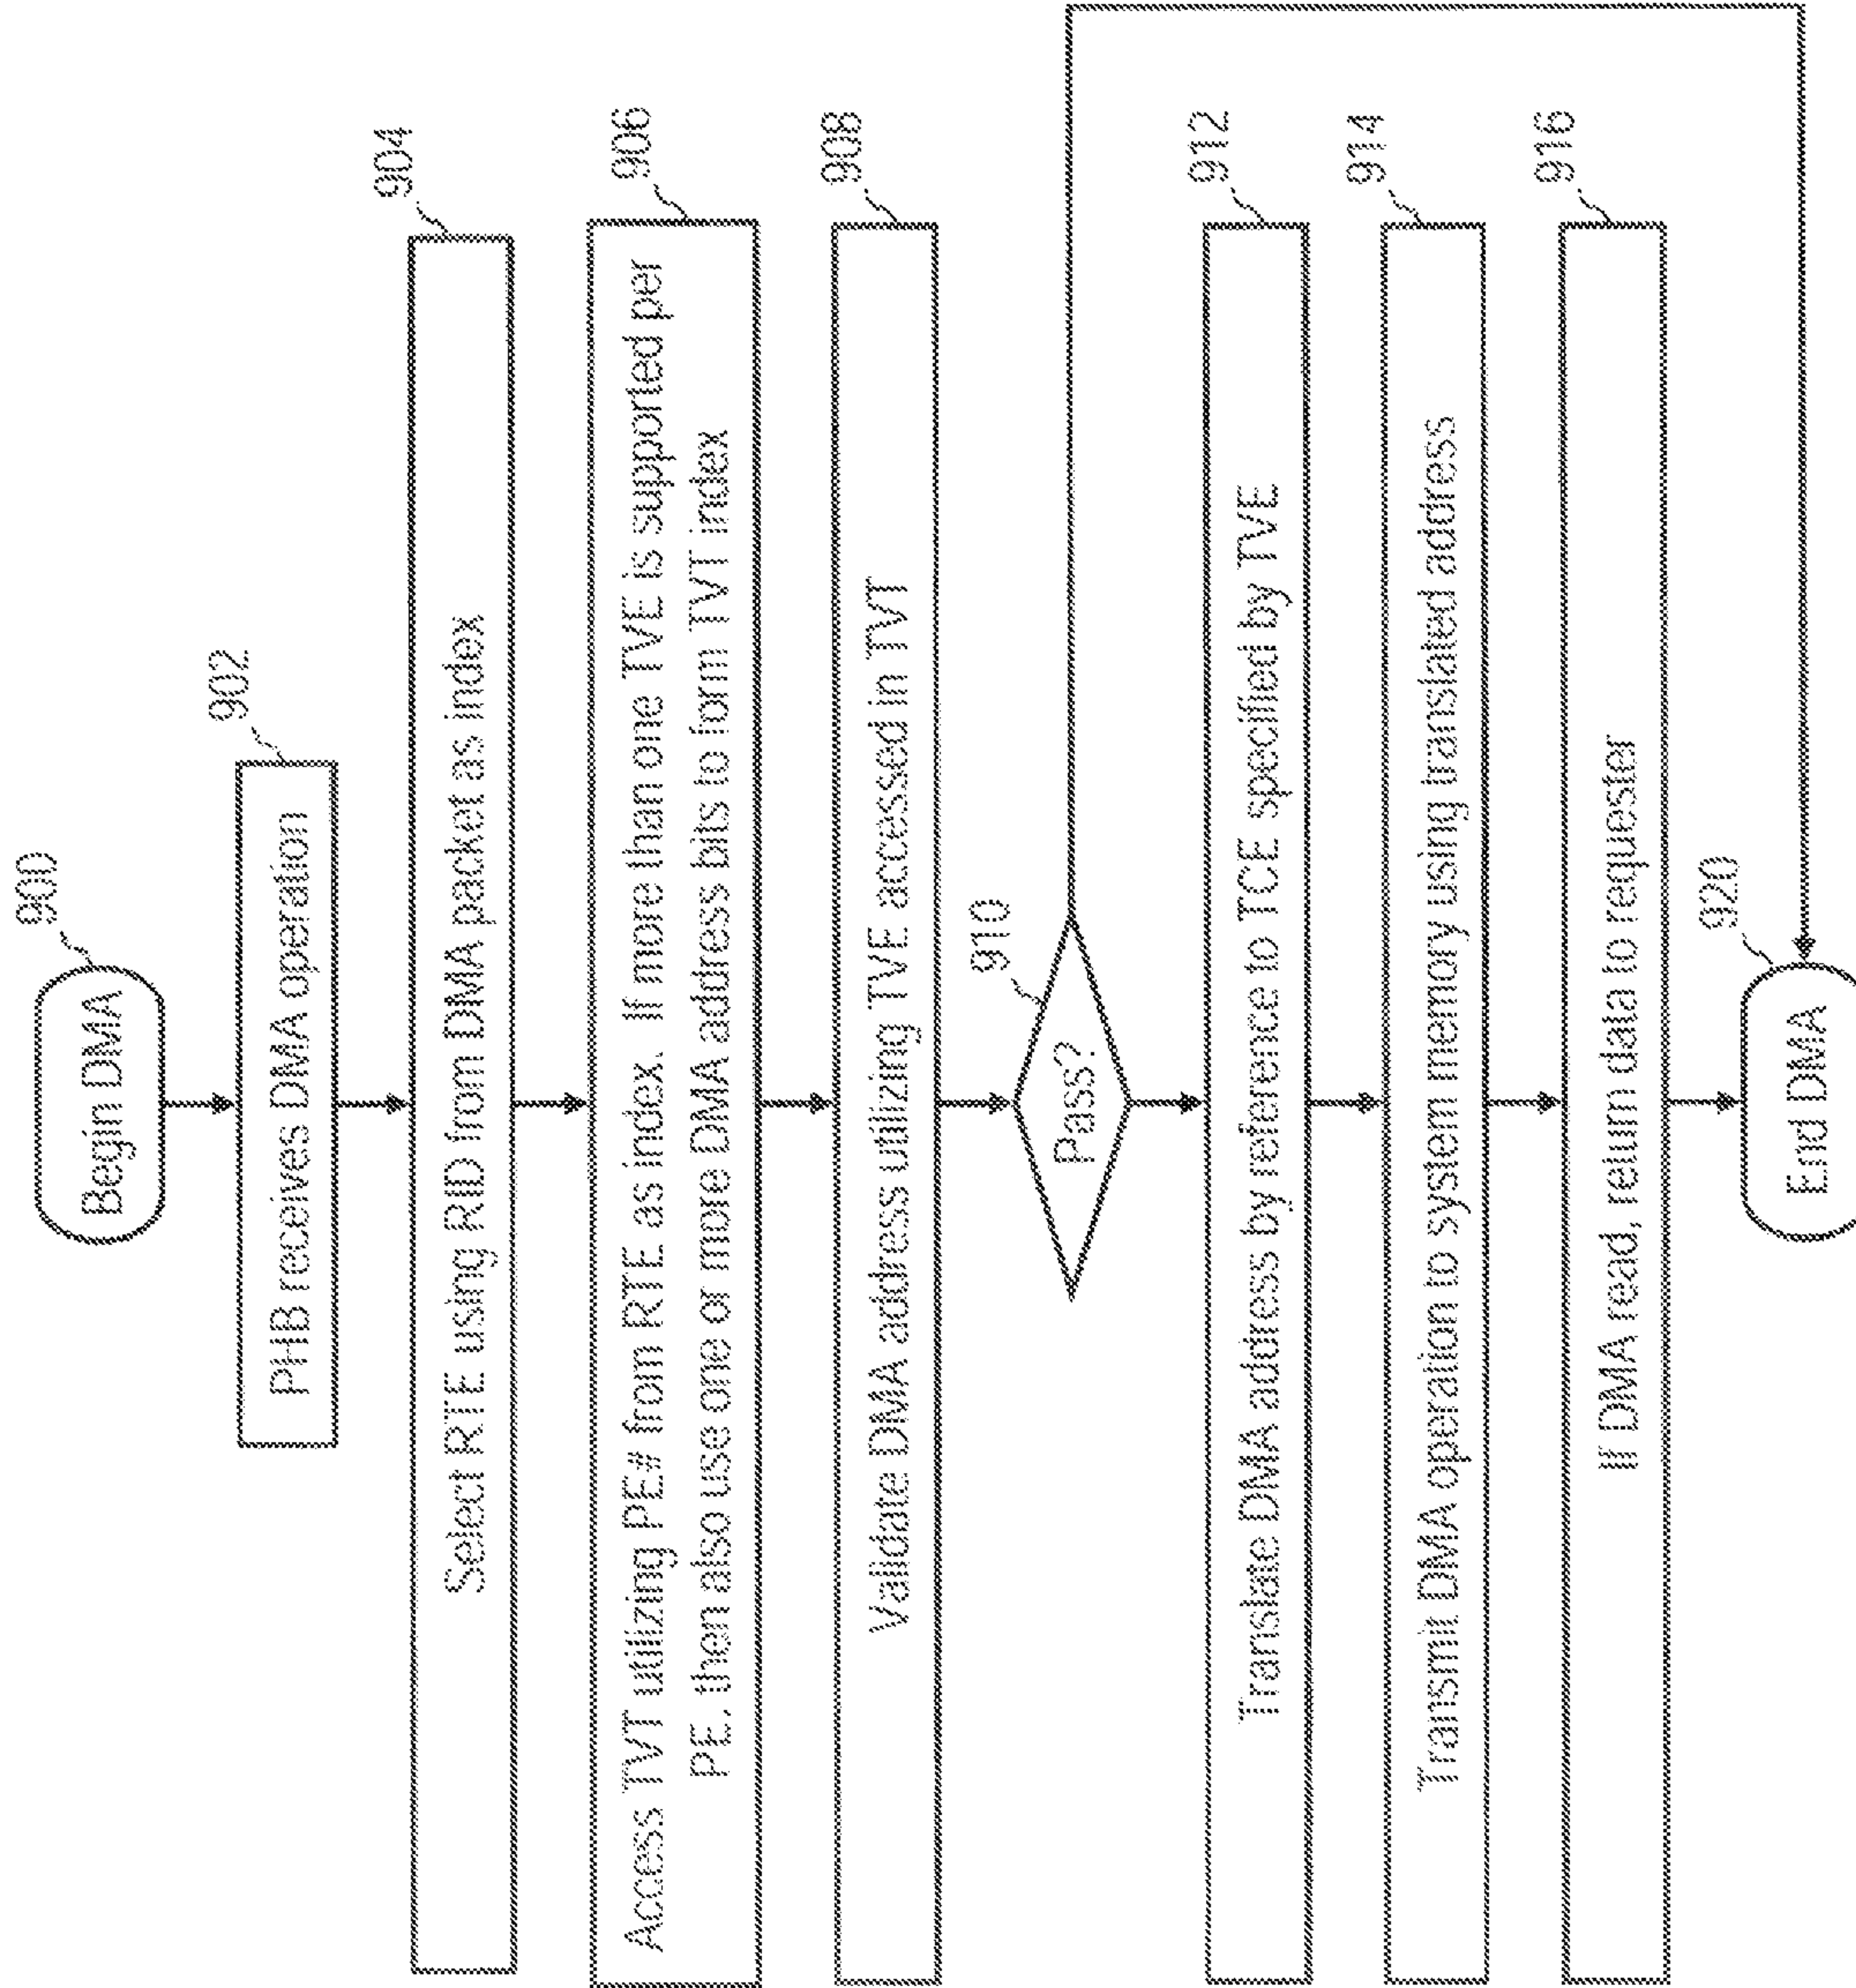 900
Begin DMA
902
PHB receives DMA operation
904
Select RTE using RID from DMA packet as index
906
Access TVT utilizing PE# from RTE as index. If more than one TVE is supported per
PE, then also use one or more DMA address bits to form TVT index
908
Validate DMA address utilizing TVE accessed in TVT
910
Pass?
912
Translate DMA address by reference to TCE specified by TVE
914
Transmit DMA operation to system memory using translated address
916
If DMA read, return data to requester
920
End DMA